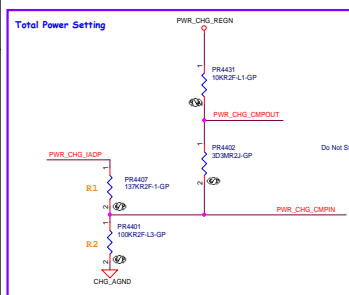 Total Power Setting
PWR_CHG_REGN
1
PR4431
10KR2F-L1-GP
2
PWR_CHG_CMPOUT
1
PR4402
3D3MR2J-GP
2
Do Not S
PWR_CHG_IADP
1
R1
PR4407
137KR2F-1-GP
2
PWR_CHG_CMPIN
1
PR4401
100KR2F-L3-GP
R2
2
CHG_AGND